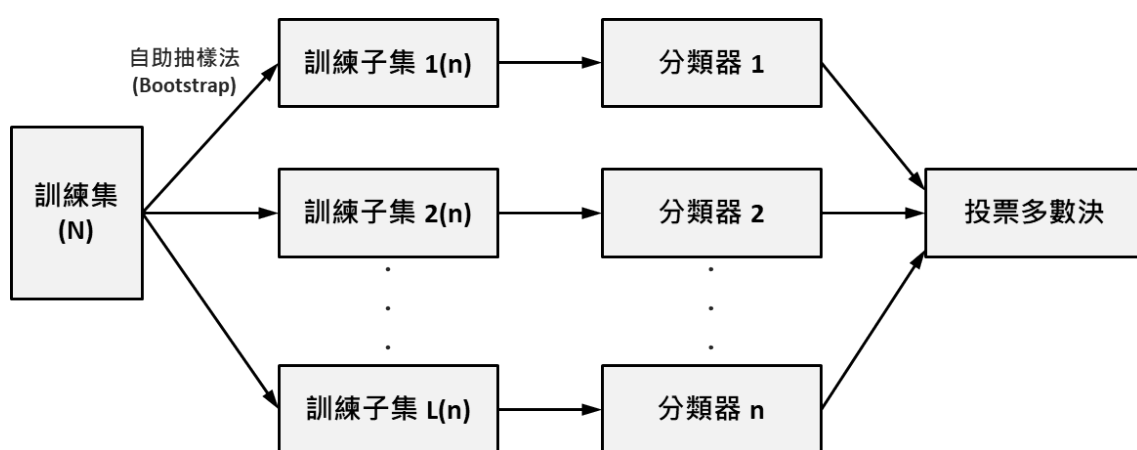 自助抽樣法
(Bootstrap)
訓練集
(N)
訓練子集 1(n)
分類器 1
訓練子集 2(n)
分類器 2
投票多數決
訓練子集 L(n)
分類器 n